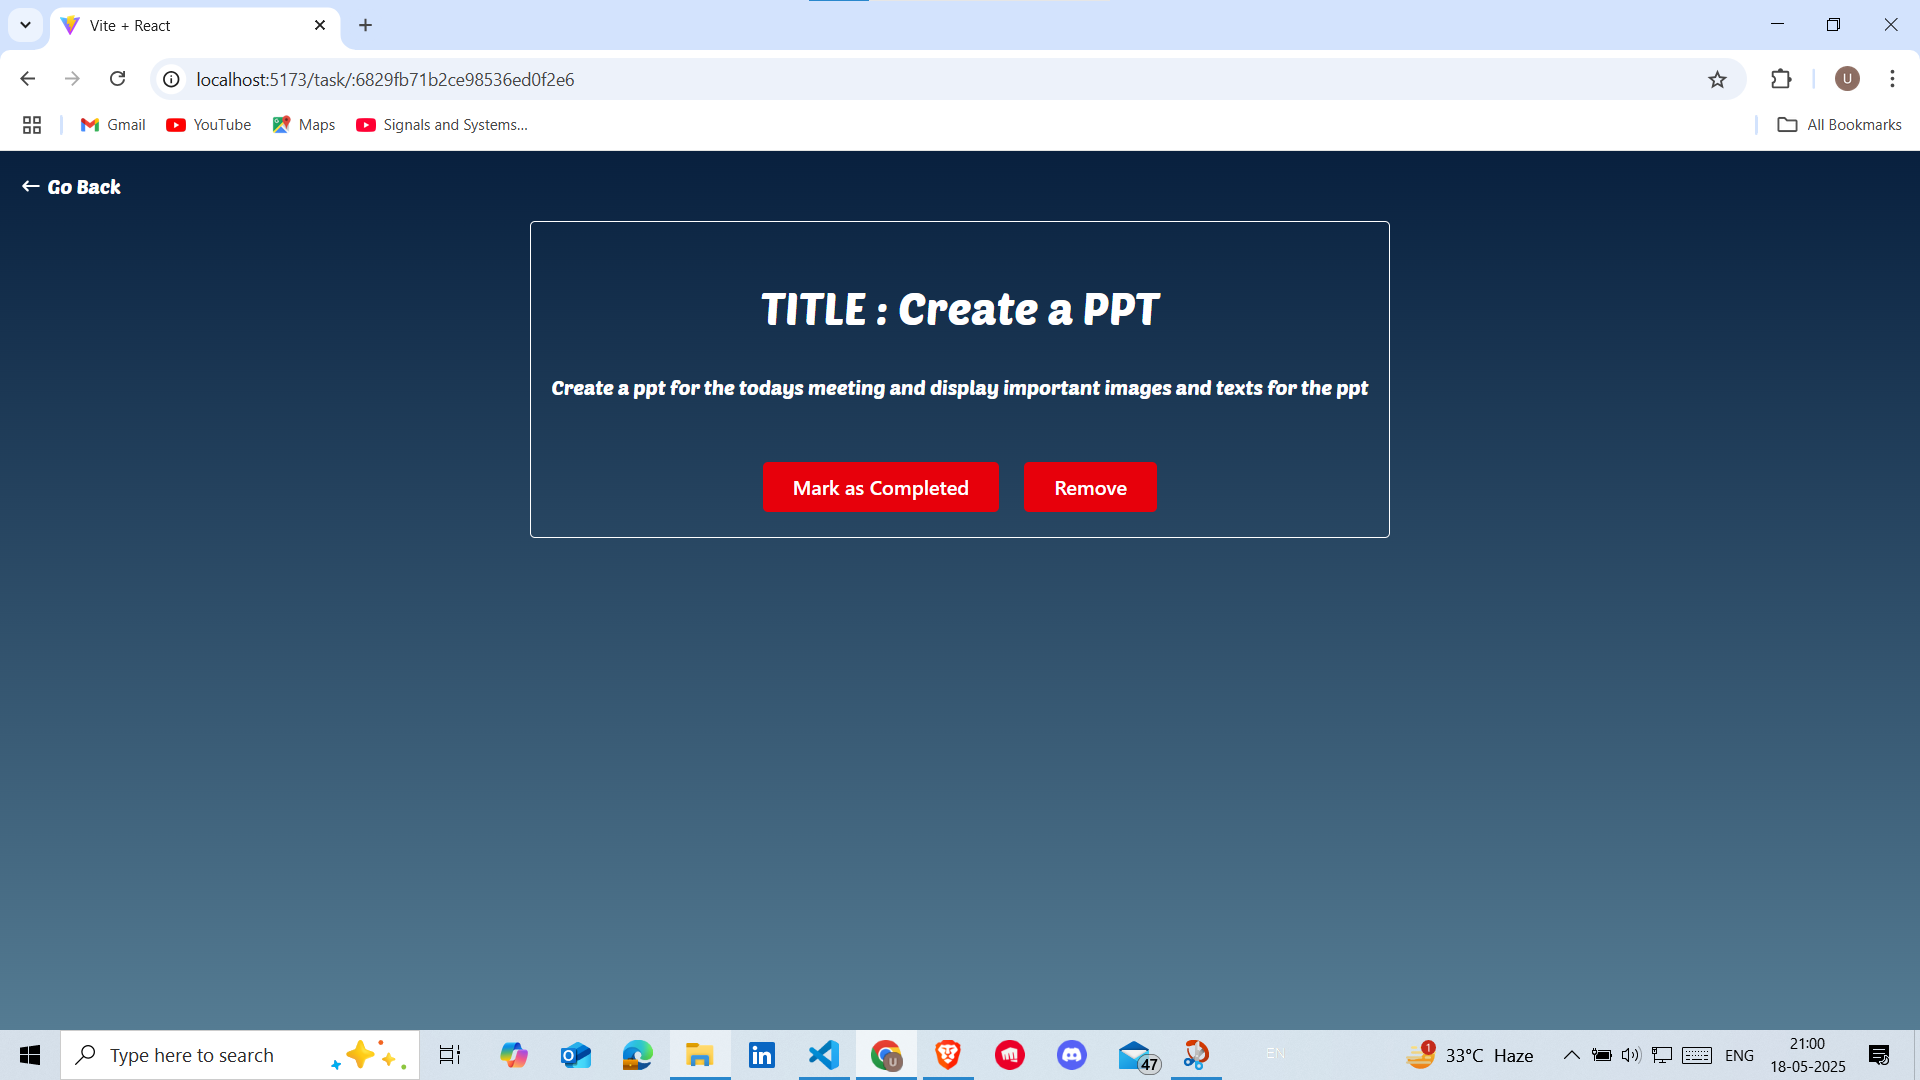 Vite + React
localhost:5173/task/:6829fb71b2ce98536ed0f2e6
U
Gmail
YouTube
Maps
Signals and Systems...
All Bookmarks
← Go Back
TITLE : Create a PPT
Create a ppt for the todays meeting and display important images and texts for the ppt
Mark as Completed
Remove
Type here to search
47
EN
1
33°C Haze
ENG
21:00
18-05-2025